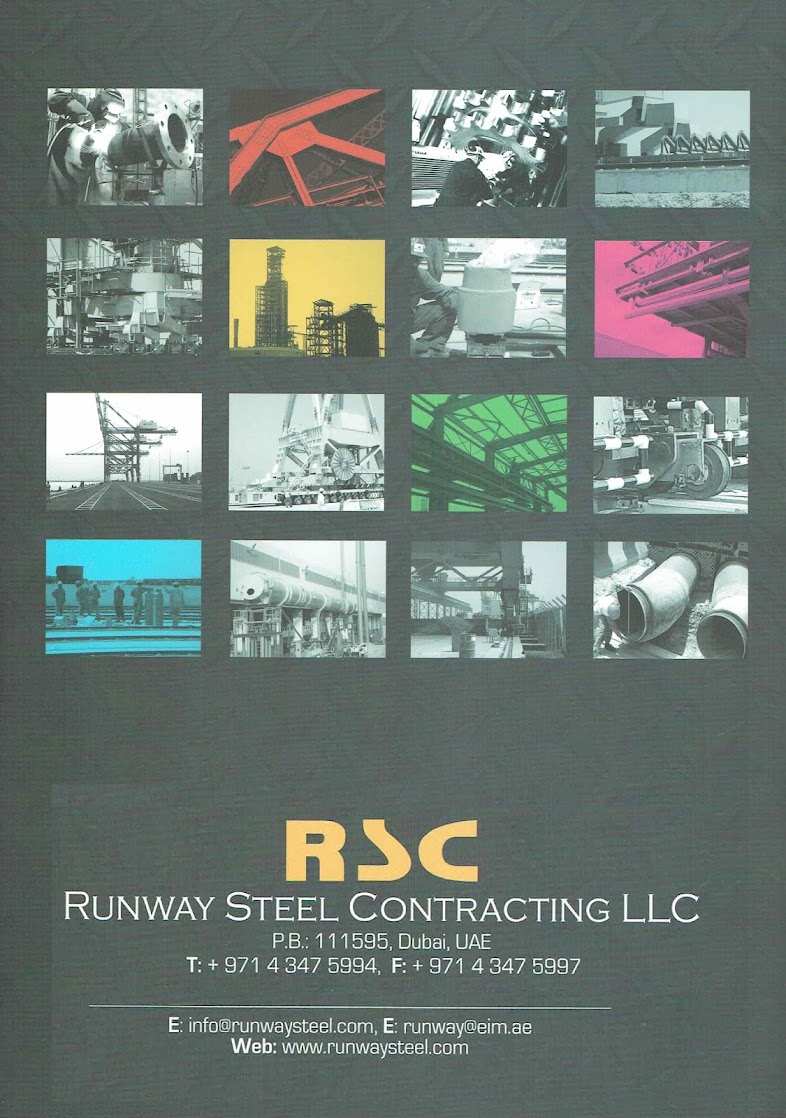 RSC
RUNWAY STEEL CONTRACTING LLC
P.B.: 111595, Dubai, UAE
T: + 971 4 347 5994, F: + 971 4 347 5997
E: info@runwaysteel.com, E: runway@eim.ae
Web: www.runwaysteel.com